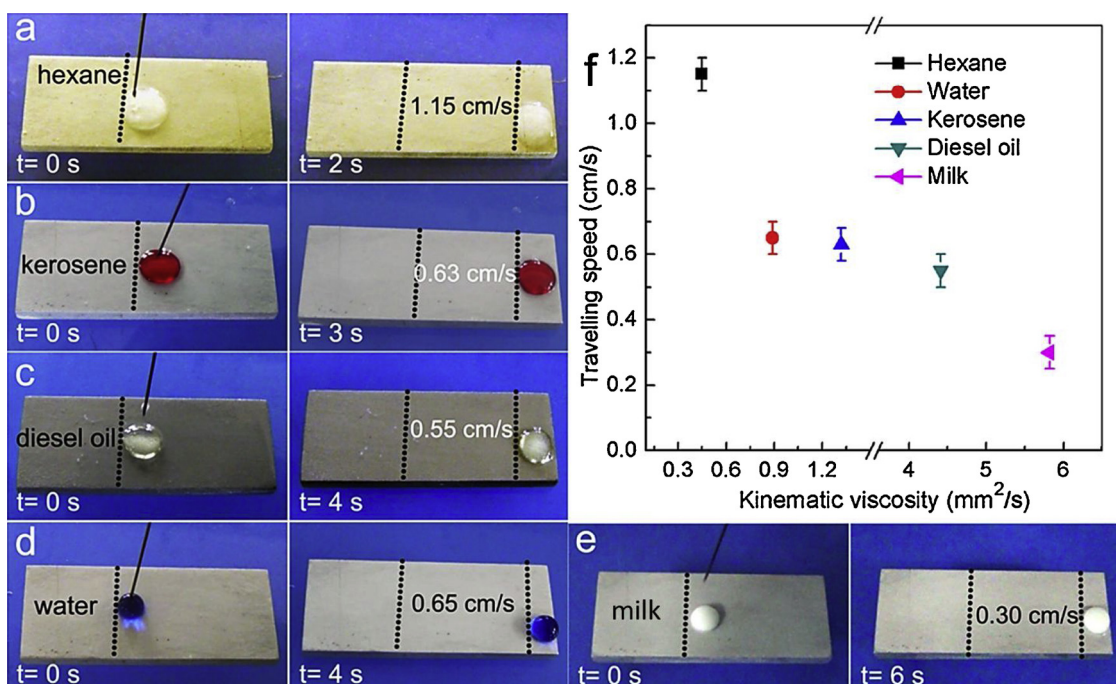 a
hexane
t= 0 s
1.15 cm/s
t= 2 s
b
kerosene
t= 0 s
0.63 cm/s
t= 3 s
c
diesel oil
t= 0 s
0.55 cm/s
t= 4 s
d
water
t= 0 s
0.65 cm/s
t= 4 s
e
milk
t= 0 s
0.30 cm/s
t= 6 s
f
Hexane
Water
Kerosene
Diesel oil
Milk
Travelling speed (cm/s)
1.2
1.0
0.8
0.6
0.4
0.2
0.0
0.3 0.6 0.9 1.2 4 5 6
Kinematic viscosity (mm²/s)